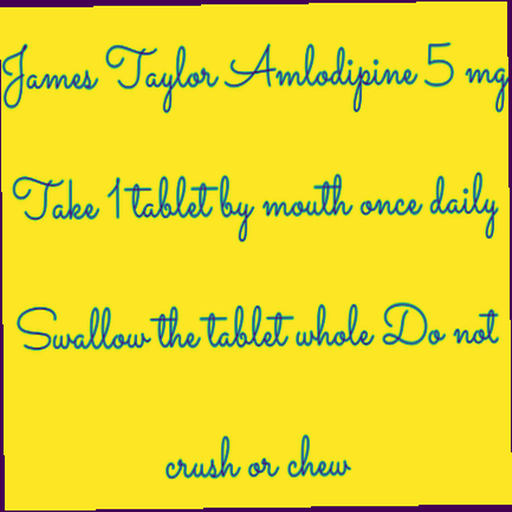 James Taylor Amlodipine 5 mg
Take 1 tablet by mouth once daily
Swallow the tablet whole Do not
crush or chew